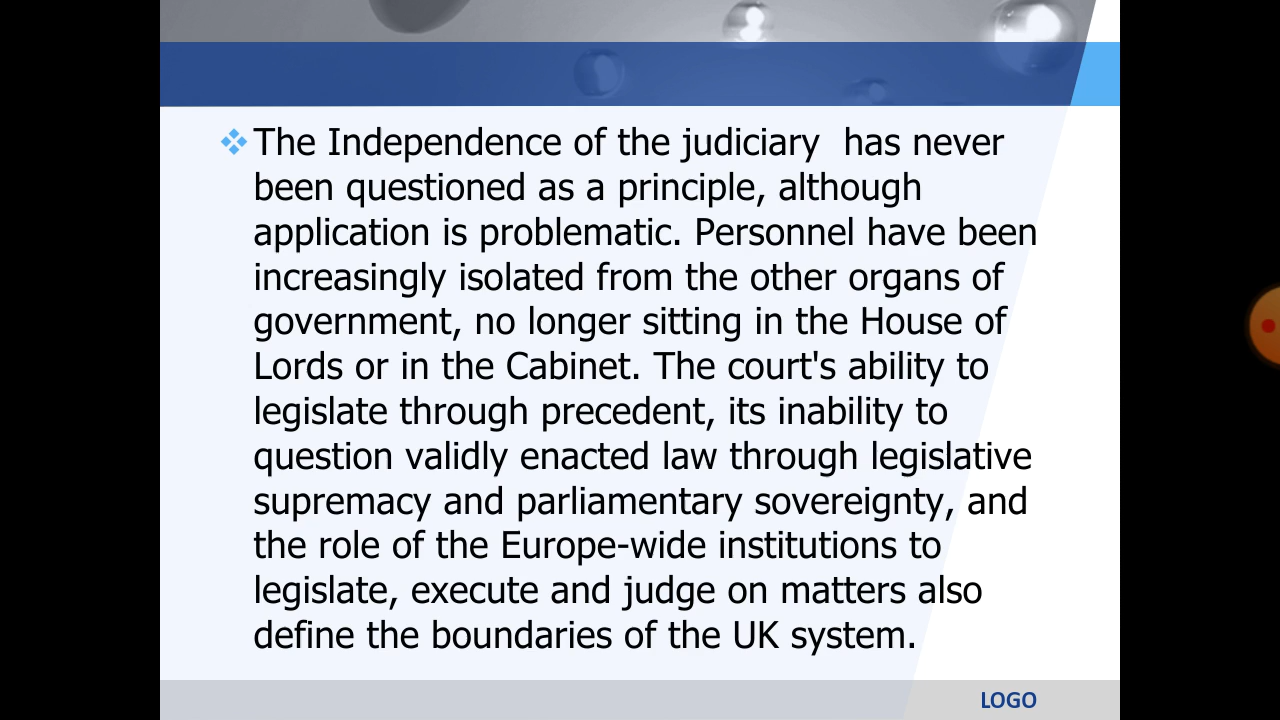 The Independence of the judiciary  has never
been questioned as a principle, although
application is problematic. Personnel have been
increasingly isolated from the other organs of
government, no longer sitting in the House of
Lords or in the Cabinet. The court's ability to
legislate through precedent, its inability to
question validly enacted law through legislative
supremacy and parliamentary sovereignty, and
the role of the Europe-wide institutions to
legislate, execute and judge on matters also
define the boundaries of the UK system.
LOGO